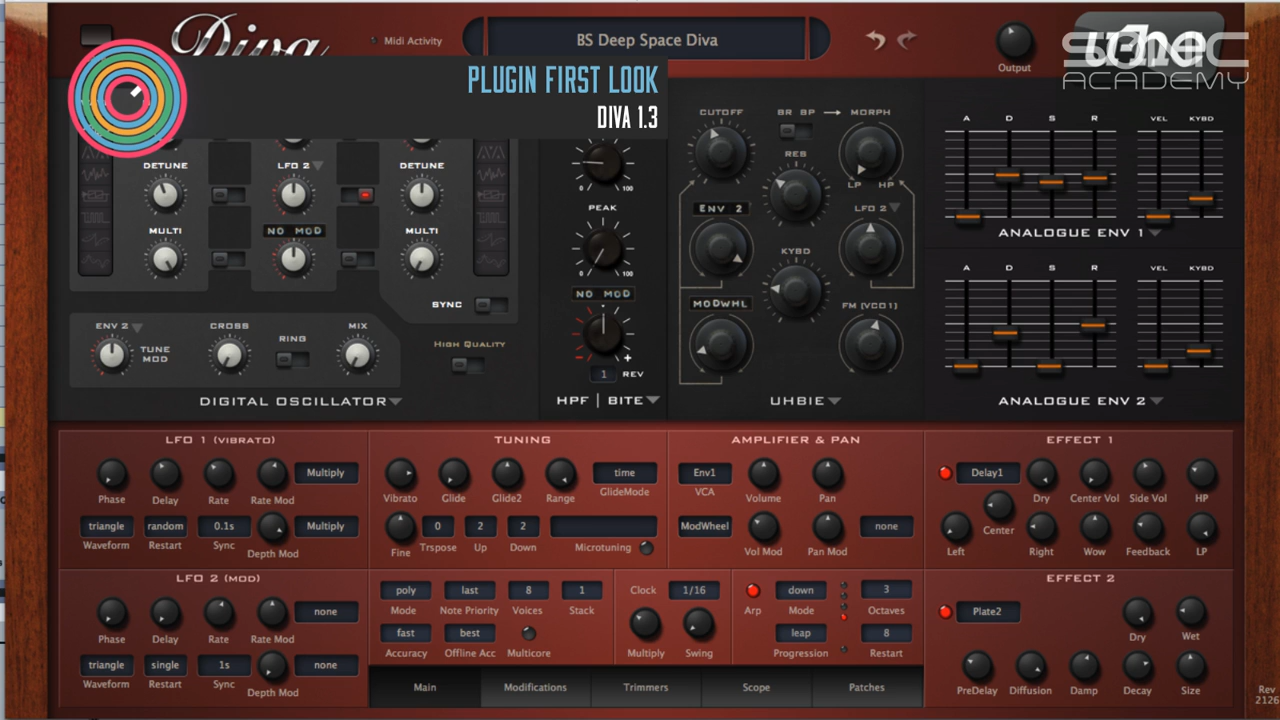 Diva
Midi Activity
BS Deep Space Diva
Output
u-he
SONIC
ACADEMY
PLUGIN FIRST LOOK
DIVA 1.3
DETUNE
LFO 2
DETUNE
MULTI
NO MOD
MULTI
SYNC
ENV 2
TUNE
MOD
CROSS
RING
MIX
HIGH QUALITY
DIGITAL OSCILLATOR
0 100
PEAK
0 100
NO MOD
- +
1 REV
HPF | BITE
CUTOFF
BR BP → MORPH
RES
LP HP
ENV 2
LFO 2
KYBD
MODWHL
FM (VCO1)
UHBIE
A D S R VEL KYBD
ANALOGUE ENV 1
A D S R VEL KYBD
ANALOGUE ENV 2
LFO 1 (VIBRATO)
Multiply
Phase Delay Rate Rate Mod
triangle random 0.1s Multiply
Waveform Restart Sync Depth Mod
TUNING
time
Vibrato Glide Glide2 Range GlideMode
0 2 2
Fine Trspose Up Down Microtuning
AMPLIFIER & PAN
Env1
VCA Volume Pan
ModWheel none
Vol Mod Pan Mod
EFFECT 1
Delay1
Dry Center Vol Side Vol HP
Center
Left Right Wow Feedback LP
LFO 2 (MOD)
none
Phase Delay Rate Rate Mod
triangle single 1s none
Waveform Restart Sync Depth Mod
poly last 8 1
Mode Note Priority Voices Stack
fast best
Accuracy Offline Acc Multicore
Clock 1/16
Multiply Swing
down 3
Arp Mode Octaves
leap 8
Progression Restart
EFFECT 2
Plate2
Dry Wet
PreDelay Diffusion Damp Decay Size
Main Modifications Trimmers Scope Patches
Rev
2126